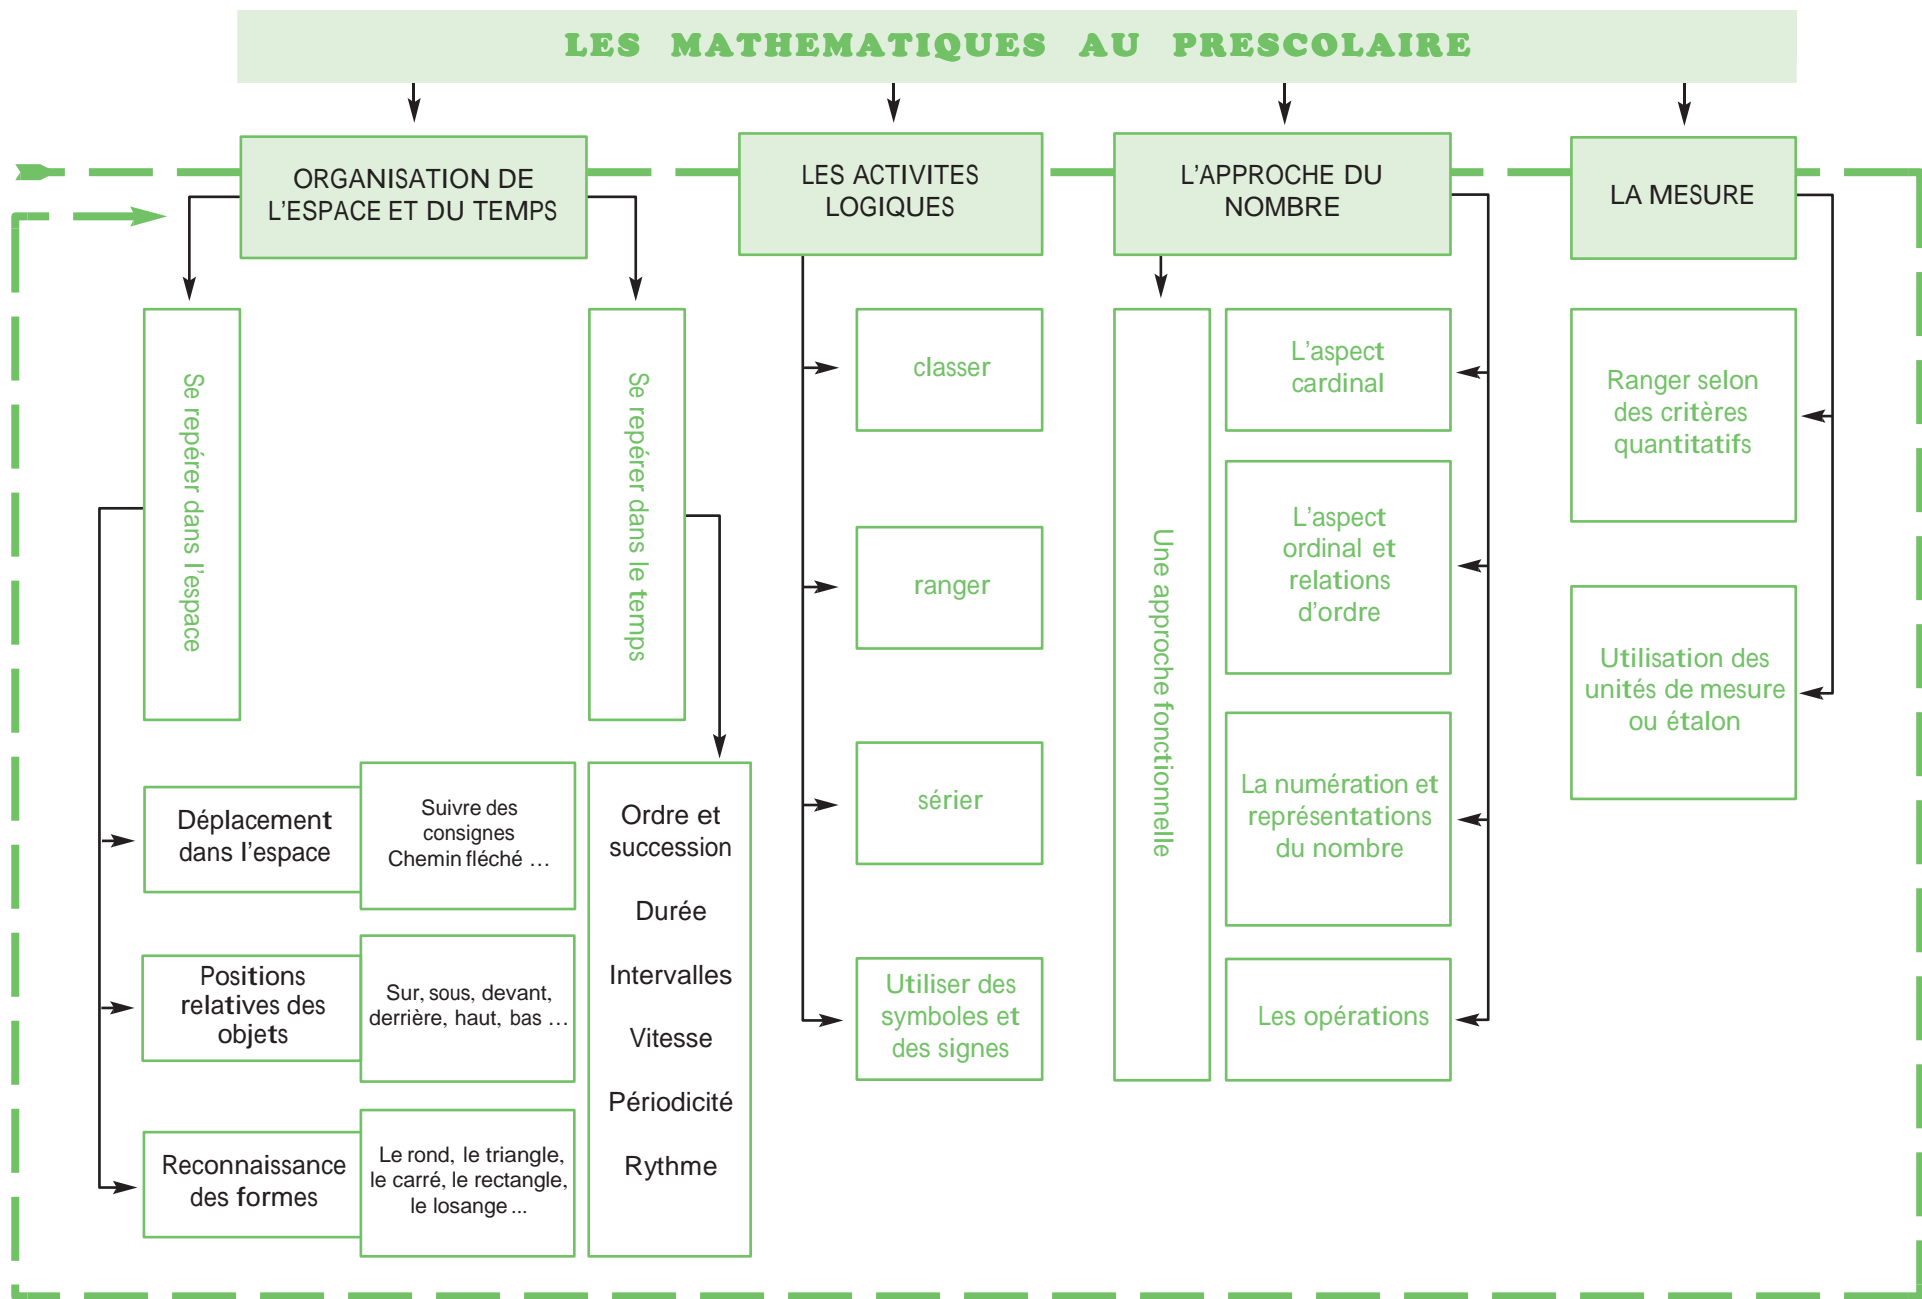 LES MATHEMATIQUES AU PRESCOLAIRE
ORGANISATION DE
L'ESPACE ET DU TEMPS
Se repérer dans l'espace
Se repérer dans le temps
Déplacement
dans l'espace
Suivre des
consignes
Chemin fléché …
Positions
relatives des
objets
Sur, sous, devant,
derrière, haut, bas …
Reconnaissance
des formes
Le rond, le triangle,
le carré, le rectangle,
le losange ...
Ordre et
succession
Durée
Intervalles
Vitesse
Périodicité
Rythme
LES ACTIVITES
LOGIQUES
classer
ranger
sérier
Utiliser des
symboles et
des signes
L'APPROCHE DU
NOMBRE
Une approche fonctionnelle
L'aspect
cardinal
L'aspect
ordinal et
relations
d'ordre
La numération et
représentations
du nombre
Les opérations
LA MESURE
Ranger selon
des critères
quantitatifs
Utilisation des
unités de mesure
ou étalon